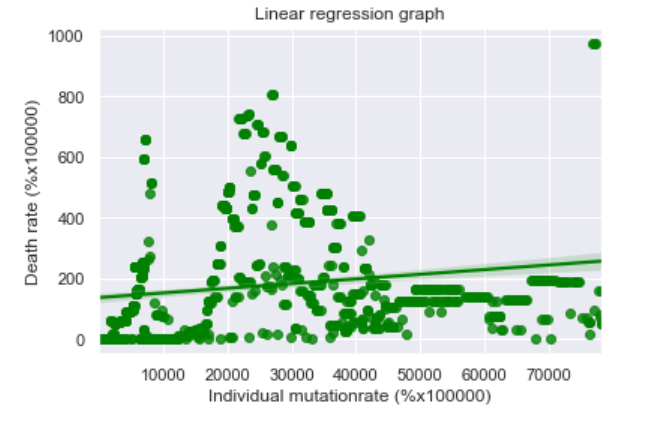 Linear regression graph
1000
800
600
400
200
0
Death rate (%x100000)
10000 20000 30000 40000 50000 60000 70000
Individual mutationrate (%x100000)